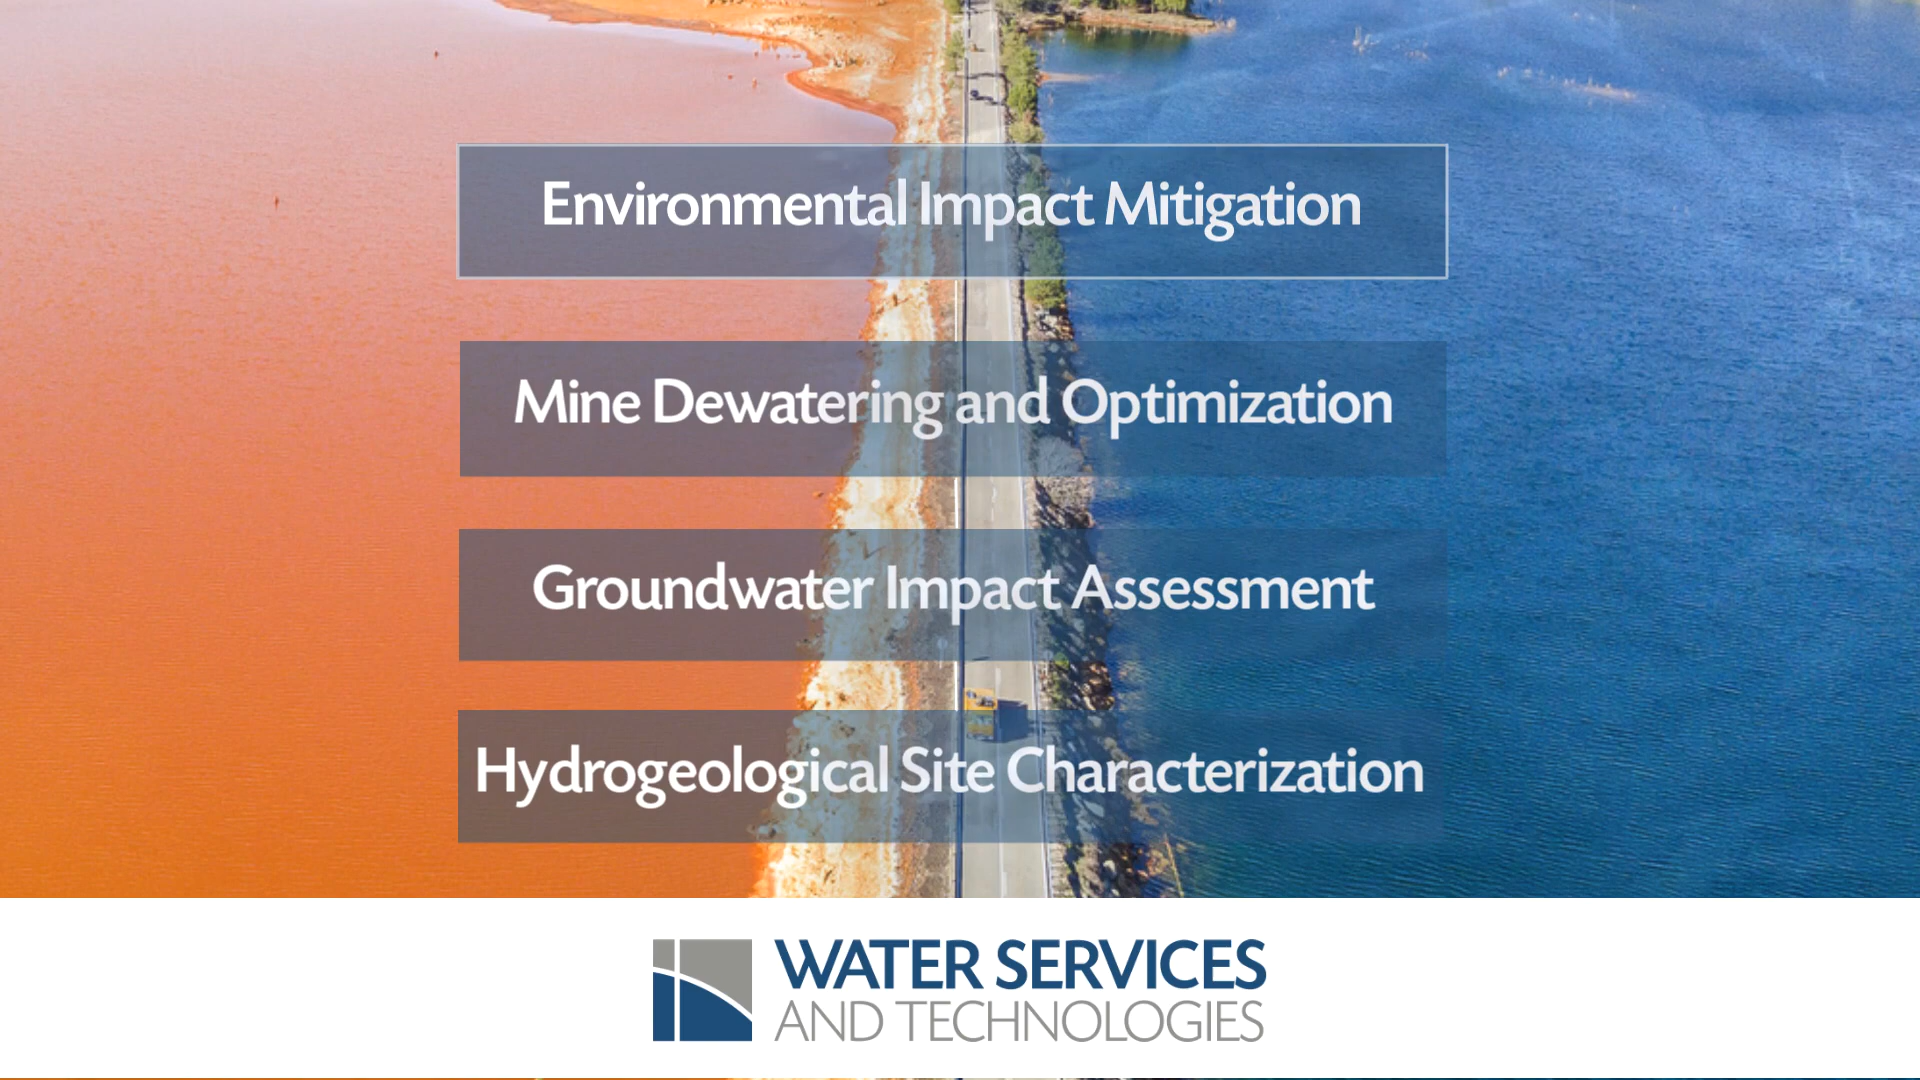 Environmental Impact Mitigation
Mine Dewatering and Optimization
Groundwater Impact Assessment
Hydrogeological Site Characterization
WATER SERVICES
AND TECHNOLOGIES